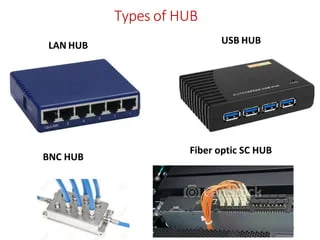 Types of HUB
LAN HUB
USB HUB
BNC HUB
Fiber optic SC HUB